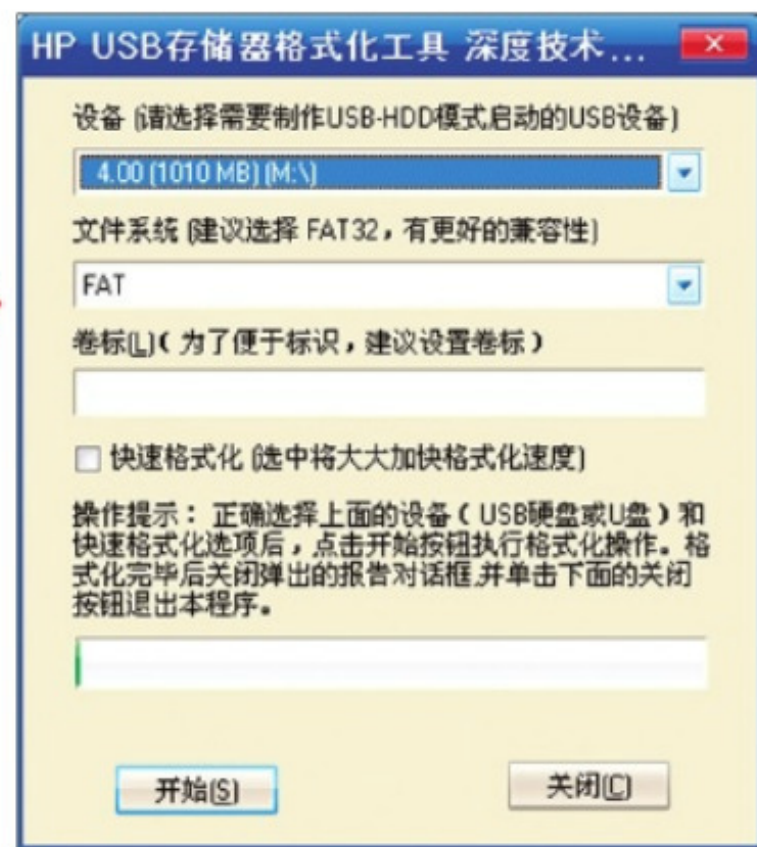 HP USB存储器格式化工具 深度技术...
设备 (请选择需要制作USB-HDD模式启动的USB设备)
4.00 (1010 MB) (M:\)
文件系统 (建议选择 FAT32，有更好的兼容性)
FAT
卷标(L)( 为了便于标识，建议设置卷标 )
快速格式化 (选中将大大加快格式化速度)
操作提示： 正确选择上面的设备 ( USB硬盘或U盘 ) 和
快速格式化选项后，点击开始按钮执行格式化操作。格
式化完毕后关闭弹出的报告对话框,并单击下面的关闭
按钮退出本程序。
开始(S)
关闭(C)